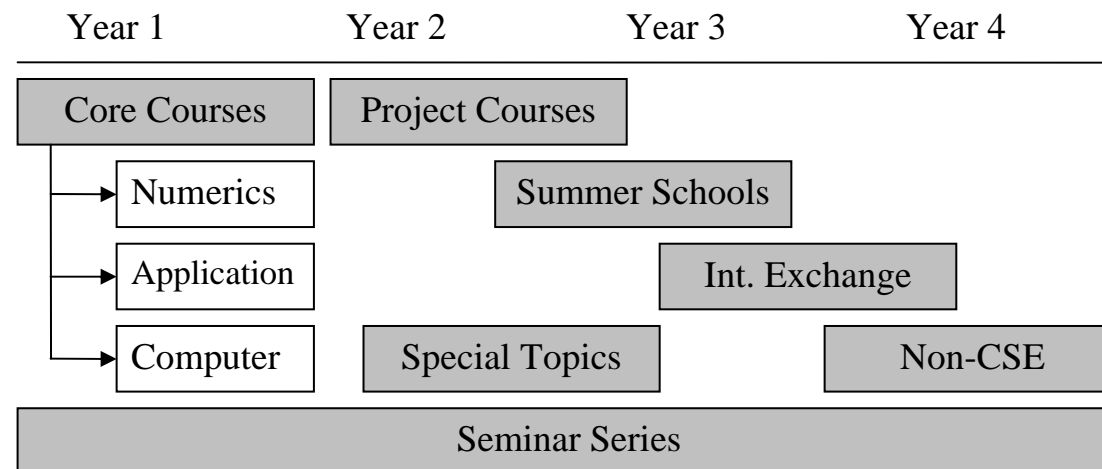 Year 1 Year 2 Year 3 Year 4
Core Courses Project Courses
Numerics Summer Schools
Application Int. Exchange
Computer Special Topics Non-CSE
Seminar Series